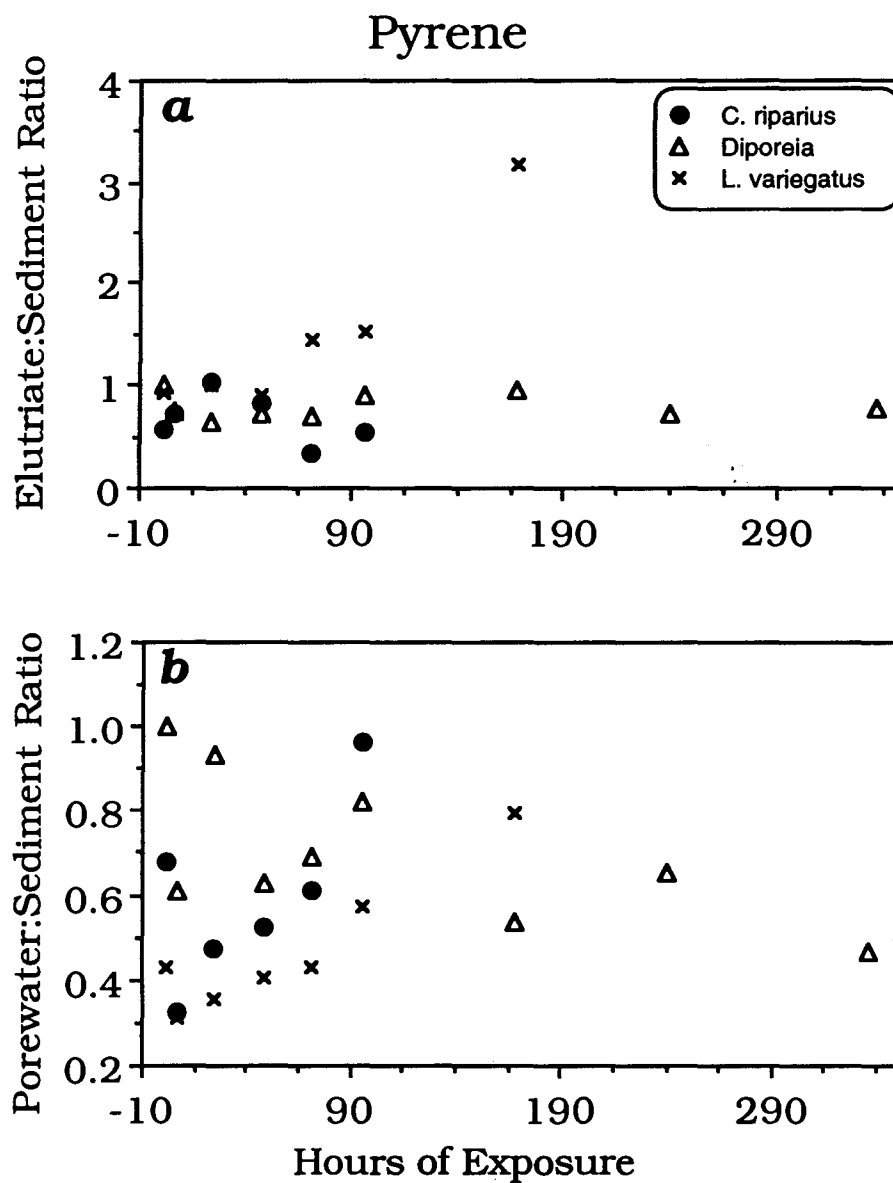 Pyrene
Elutriate:Sediment Ratio
a
4
3
2
1
0
C. riparius
Diporeia
L. variegatus
-10 90 190 290
Porewater:Sediment Ratio
b
1.2
1.0
0.8
0.6
0.4
0.2
-10 90 190 290
Hours of Exposure